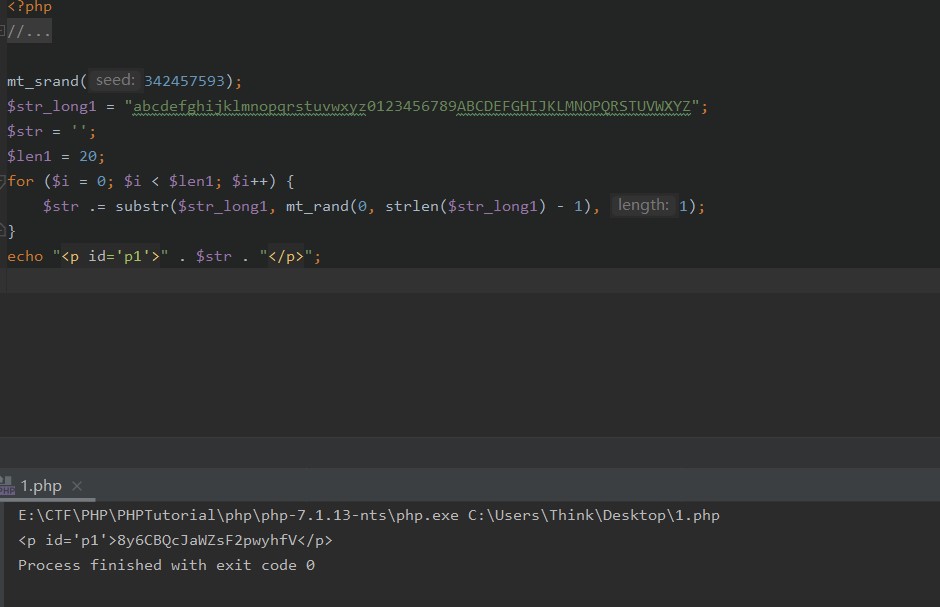 <?php
//...
mt_srand( seed: 342457593);
$str_long1 = "abcdefghijklmnopqrstuvwxyz0123456789ABCDEFGHIJKLMNOPQRSTUVWXYZ";
$str = '';
$len1 = 20;
for ($i = 0; $i < $len1; $i++) {
    $str .= substr($str_long1, mt_rand(0, strlen($str_long1) - 1), length: 1);
}
echo "<p id='p1'>" . $str . "</p>";
1.php
E:\CTF\PHP\PHPTutorial\php\php-7.1.13-nts\php.exe C:\Users\Think\Desktop\1.php
<p id='p1'>8y6CBQcJaWZsF2pwyhfV</p>
Process finished with exit code 0